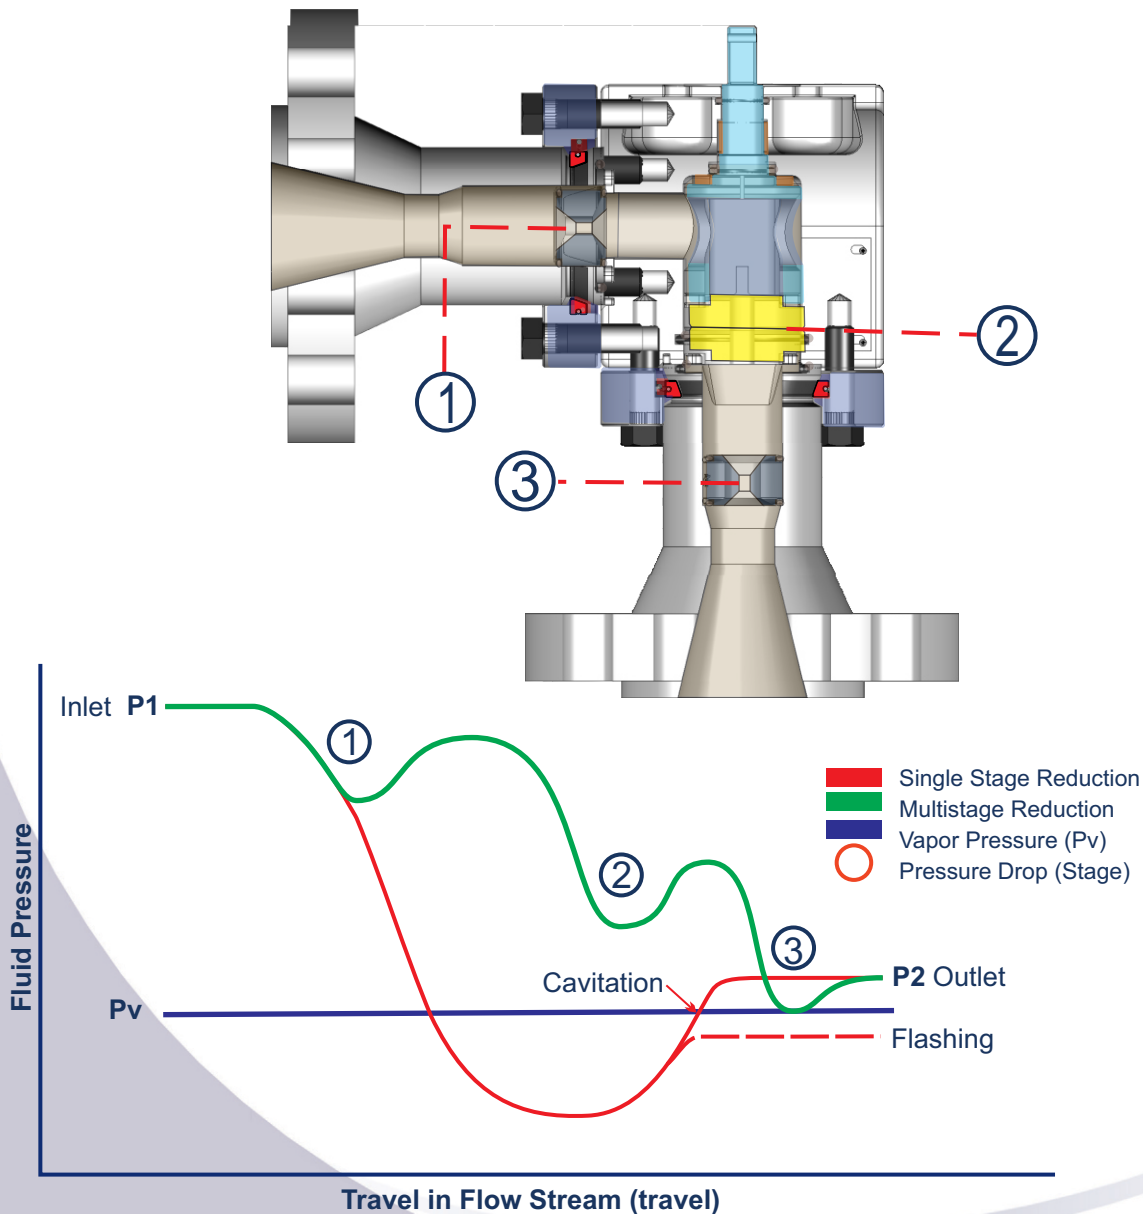 2
1
3
Inlet P1
1
Single Stage Reduction
Multistage Reduction
Vapor Pressure (Pv)
Pressure Drop (Stage)
2
3
Fluid Pressure
Cavitation
P2 Outlet
Pv
Flashing
Travel in Flow Stream (travel)